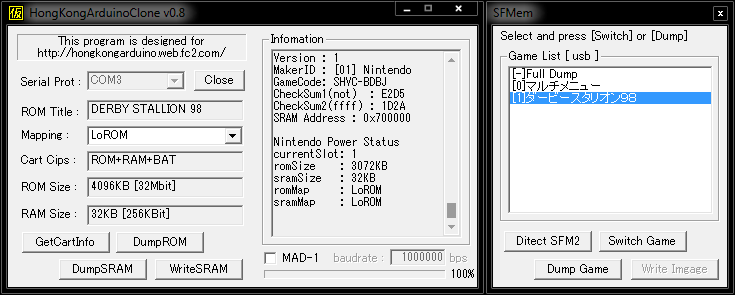 仮 HongKongArduinoClone v0.8
This program is designed for
http://hongkongarduino.web.fc2.com/
Serial Prot : COM3 Close
ROM Title : DERBY STALLION 98
Mapping : LoROM
Cart Cips : ROM+RAM+BAT
ROM Size : 4096KB [32Mbit]
RAM Size : 32KB [256KBit]
GetCartInfo DumpROM
DumpSRAM WriteSRAM
Infomation
Version : 1
MakerID : [01] Nintendo
GameCode: SHVC-BDBJ
CheckSum1(not) : E2D5
CheckSum2(ffff) : 1D2A
SRAM Address : 0x700000
Nintendo Power Status
currentSlot: 1
romSize : 3072KB
sramSize : 32KB
romMap : LoROM
sramMap : LoROM
MAD-1 baudrate : 1000000 bps
100%
SFMem x
Select and press [Switch] or [Dump]
Game List [ usb ]
[-]Full Dump
[0]マルチメニュー
[1]ダービースタリオン98
Ditect SFM2 Switch Game
Dump Game Write Imgage